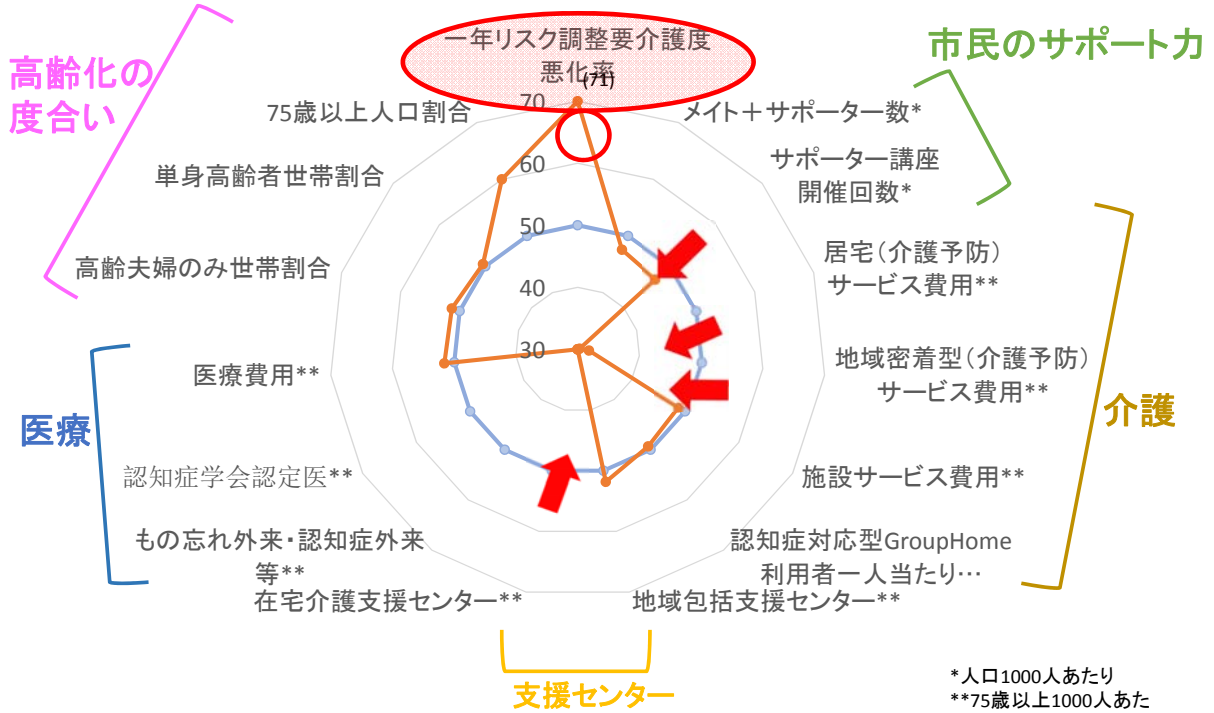 一年リスク調整要介護度
悪化率
(71)
高齢化の
度合い
市民のサポート力
75歳以上人口割合
メイト＋サポーター数*
単身高齢者世帯割合
サポーター講座
開催回数*
高齢夫婦のみ世帯割合
居宅（介護予防）
サービス費用**
医療費用**
地域密着型（介護予防）
サービス費用**
医療
介護
認知症学会認定医**
施設サービス費用**
もの忘れ外来・認知症外来
等**
認知症対応型GroupHome
利用者一人当たり…
在宅介護支援センター**
地域包括支援センター**
支援センター
70
60
50
40
30
*人口1000人あたり
**75歳以上1000人あた